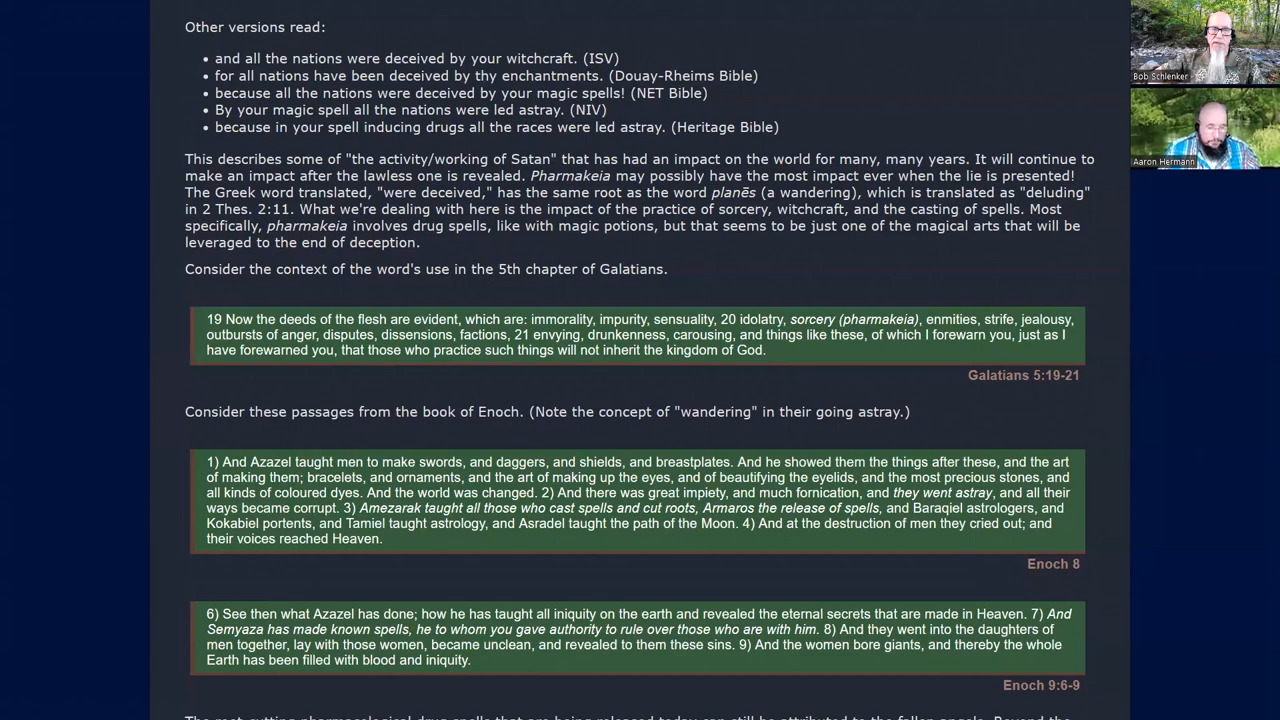 Other versions read:
• and all the nations were deceived by your witchcraft. (ISV)
• for all nations have been deceived by thy enchantments. (Douay-Rheims Bible)
• because all the nations were deceived by your magic spells! (NET Bible)
• By your magic spell all the nations were led astray. (NIV)
• because in your spell inducing drugs all the races were led astray. (Heritage Bible)
This describes some of "the activity/working of Satan" that has had an impact on the world for many, many years. It will continue to
make an impact after the lawless one is revealed. Pharmakeia may possibly have the most impact ever when the lie is presented!
The Greek word translated, "were deceived," has the same root as the word planēs (a wandering), which is translated as "deluding"
in 2 Thes. 2:11. What we're dealing with here is the impact of the practice of sorcery, witchcraft, and the casting of spells. Most
specifically, pharmakeia involves drug spells, like with magic potions, but that seems to be just one of the magical arts that will be
leveraged to the end of deception.
Consider the context of the word's use in the 5th chapter of Galatians.
19 Now the deeds of the flesh are evident, which are: immorality, impurity, sensuality, 20 idolatry, sorcery (pharmakeia), enmities, strife, jealousy,
outbursts of anger, disputes, dissensions, factions, 21 envying, drunkenness, carousing, and things like these, of which I forewarn you, just as I
have forewarned you, that those who practice such things will not inherit the kingdom of God.
Galatians 5:19-21
Consider these passages from the book of Enoch. (Note the concept of "wandering" in their going astray.)
1) And Azazel taught men to make swords, and daggers, and shields, and breastplates. And he showed them the things after these, and the art
of making them; bracelets, and ornaments, and the art of making up the eyes, and of beautifying the eyelids, and the most precious stones, and
all kinds of coloured dyes. And the world was changed. 2) And there was great impiety, and much fornication, and they went astray, and all their
ways became corrupt. 3) Amezarak taught all those who cast spells and cut roots, Armaros the release of spells, and Baraqiel astrologers, and
Kokabiel portents, and Tamiel taught astrology, and Asradel taught the path of the Moon. 4) And at the destruction of men they cried out; and
their voices reached Heaven.
Enoch 8
6) See then what Azazel has done; how he has taught all iniquity on the earth and revealed the eternal secrets that are made in Heaven. 7) And
Semyaza has made known spells, he to whom you gave authority to rule over those who are with him. 8) And they went into the daughters of
men together, lay with those women, became unclean, and revealed to them these sins. 9) And the women bore giants, and thereby the whole
Earth has been filled with blood and iniquity.
Enoch 9:6-9
The root-cutting pharmacological drug spells that are being released today can still be attributed to the fallen angels. Beyond the
Bob Schlenker
Aaron Hermann